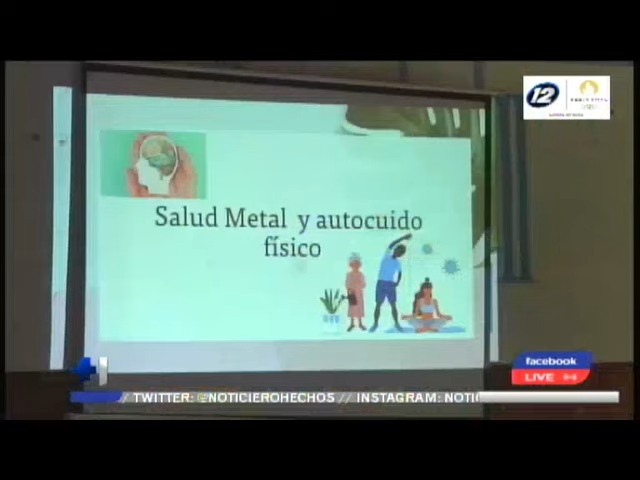 12
Salud Metal y autocuido
físico
facebook
LIVE
// TWITTER: @NOTICIEROHECHOS // INSTAGRAM: NOTI